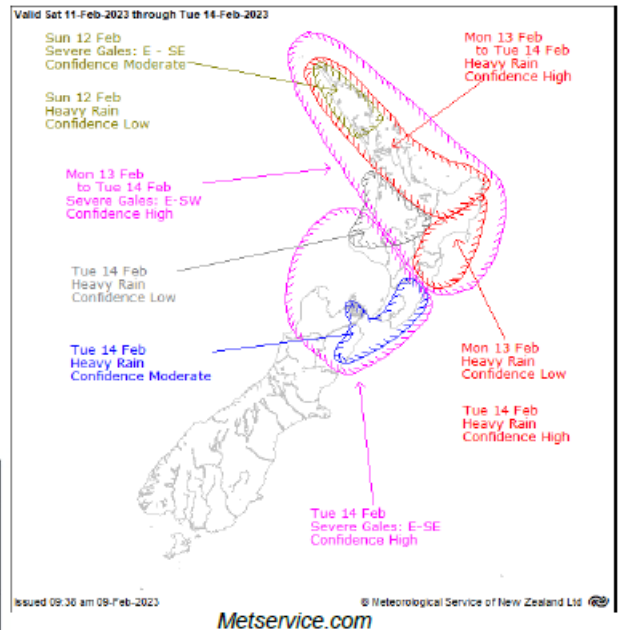 Valid Sat 11-Feb-2023 through Tue 14-Feb-2023
Sun 12 Feb
Severe Gales: E - SE
Confidence Moderate
Sun 12 Feb
Heavy Rain
Confidence Low
Mon 13 Feb
to Tue 14 Feb
Heavy Rain
Confidence High
Mon 13 Feb
to Tue 14 Feb
Severe Gales: E-SW
Confidence High
Tue 14 Feb
Heavy Rain
Confidence Low
Tue 14 Feb
Heavy Rain
Confidence Moderate
Mon 13 Feb
Heavy Rain
Confidence Low
Tue 14 Feb
Heavy Rain
Confidence High
Tue 14 Feb
Severe Gales: E-SE
Confidence High
Issued 09:38 am 09-Feb-2023
© Meteorological Service of New Zealand Ltd
Metservice.com